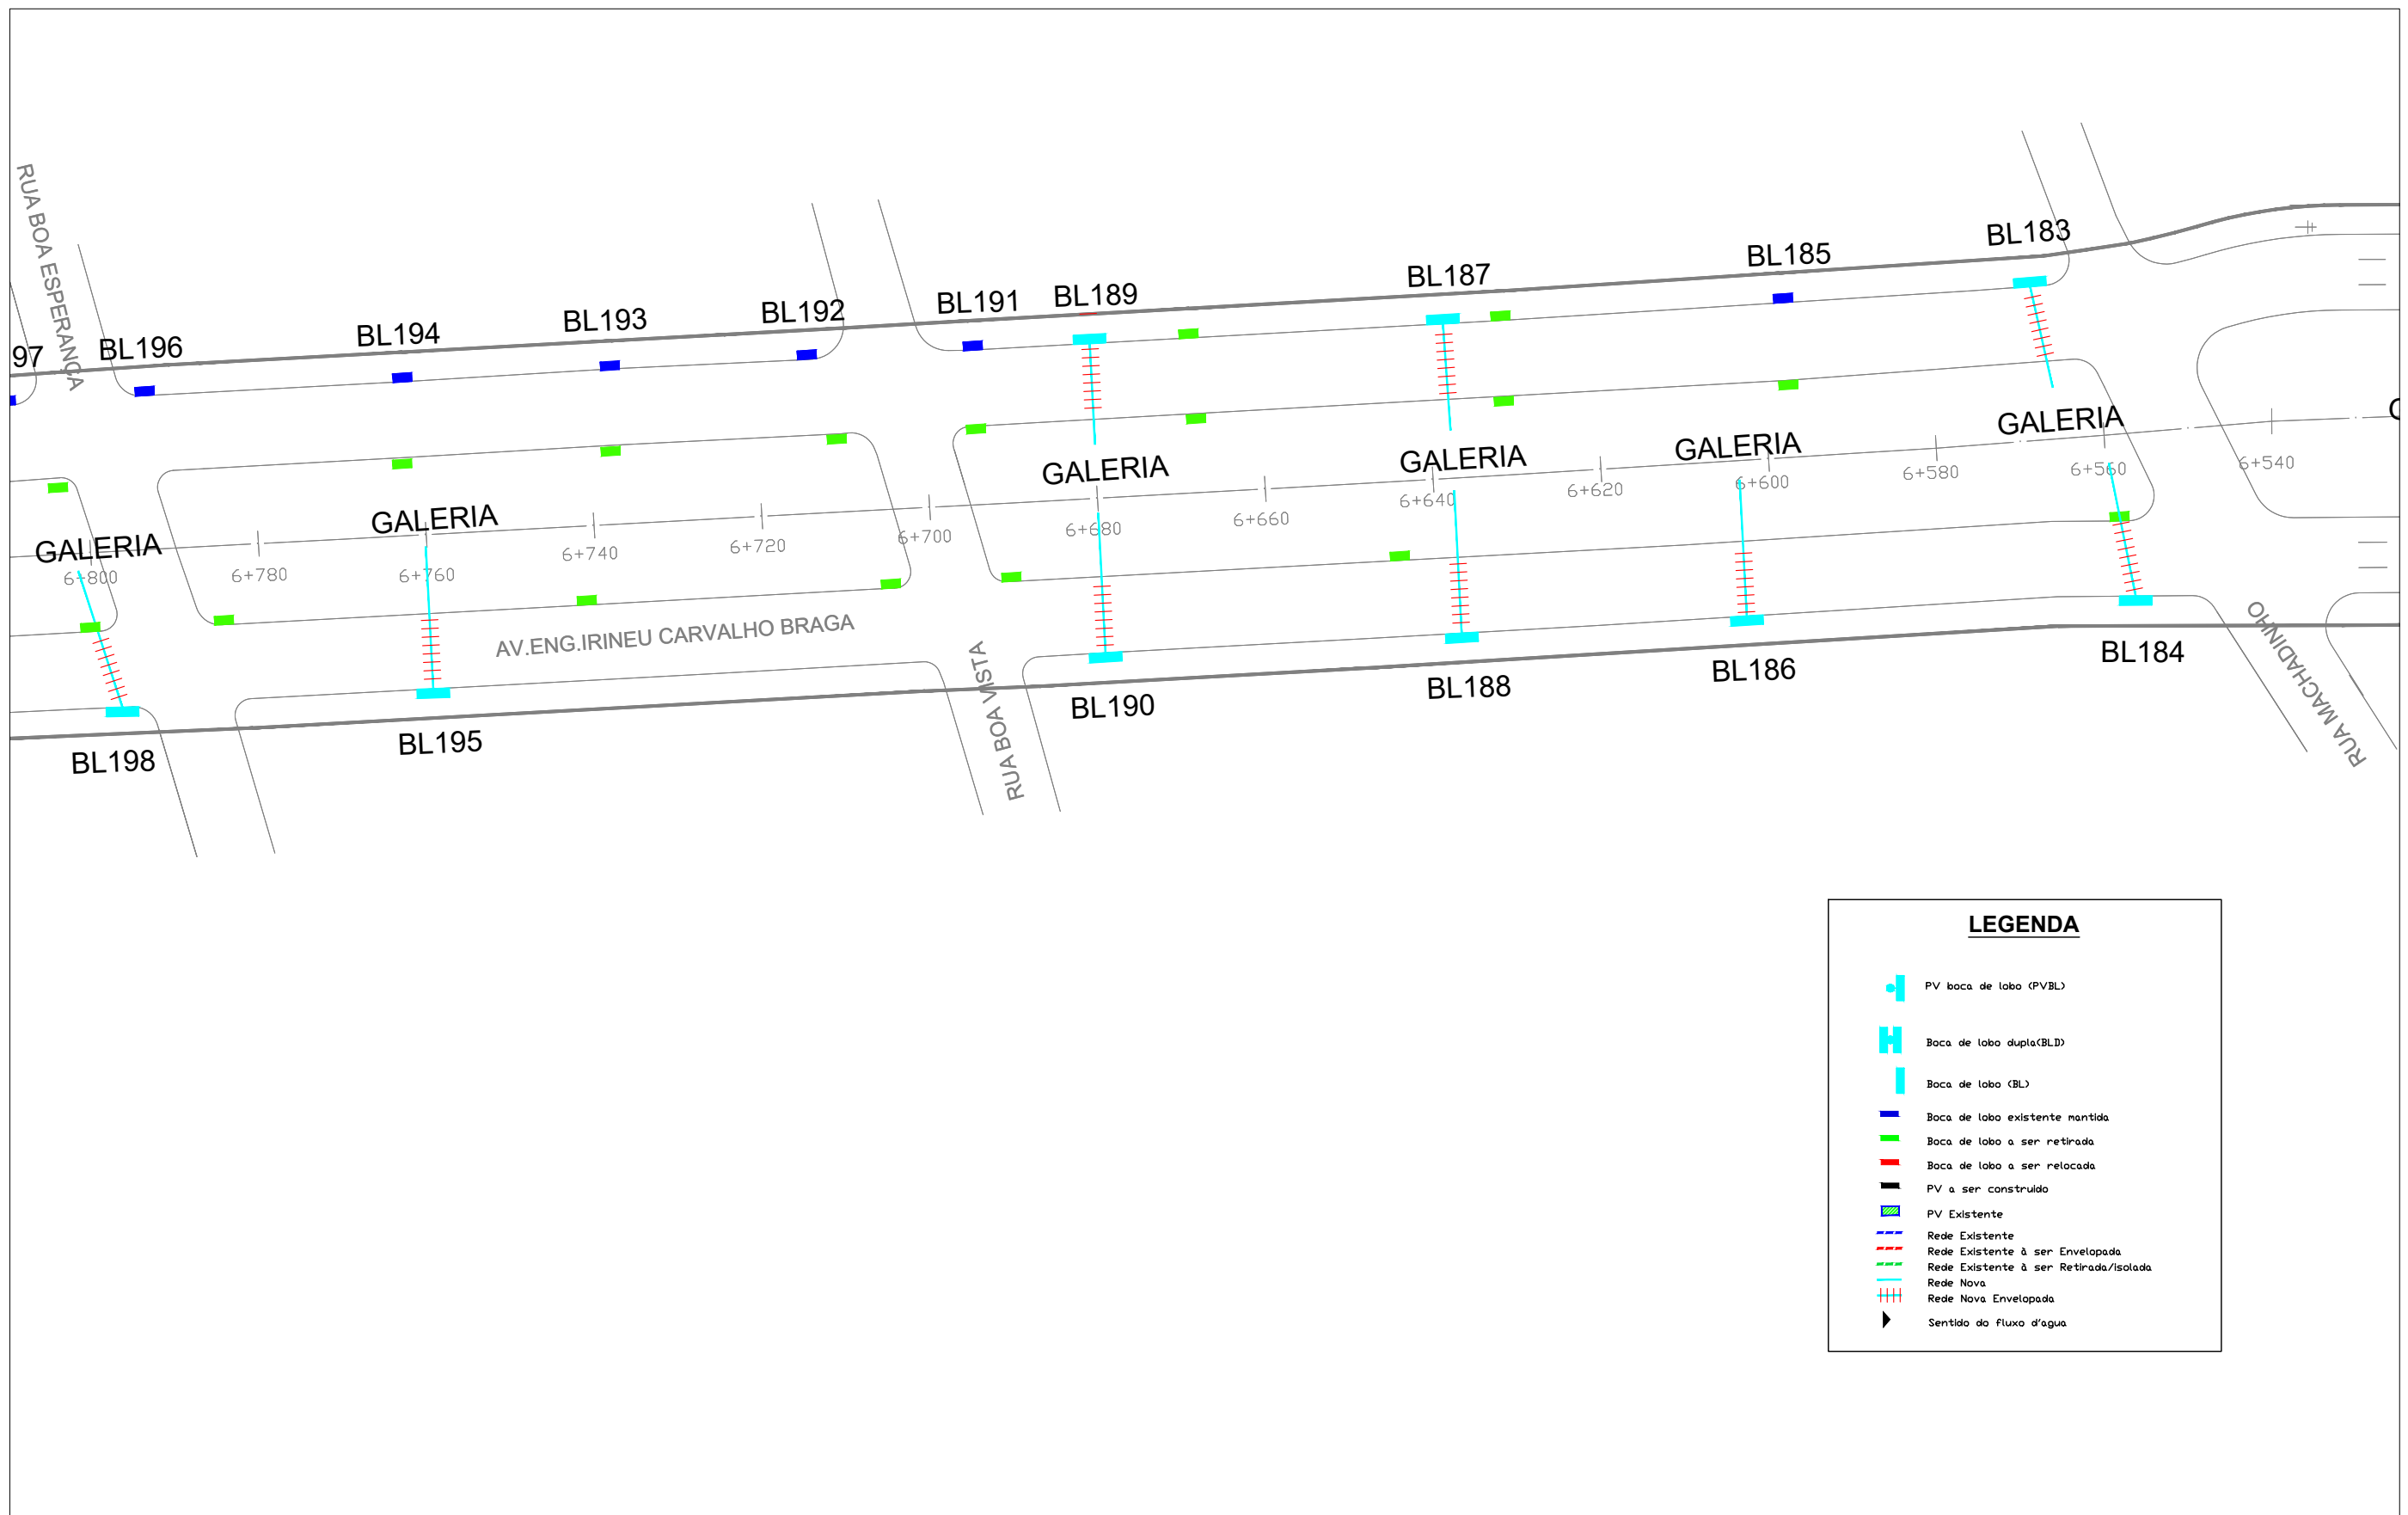 RUA BOA ESPERANÇA
97
BL196
BL194
BL193
BL192
BL191
BL189
BL187
BL185
BL183
GALERIA
GALERIA
GALERIA
GALERIA
GALERIA
GALERIA
6+800
6+780
6+760
6+740
6+720
6+700
6+680
6+660
6+640
6+620
6+600
6+580
6+560
6+540
AV.ENG.IRINEU CARVALHO BRAGA
RUA BOA VISTA
RUA MACHADINHO
BL198
BL195
BL190
BL188
BL186
BL184
LEGENDA
PV boca de lobo (PVBL)
Boca de lobo dupla(BLD)
Boca de lobo (BL)
Boca de lobo existente mantida
Boca de lobo a ser retirada
Boca de lobo a ser relocada
PV a ser construido
PV Existente
Rede Existente
Rede Existente à ser Envelopada
Rede Existente à ser Retirada/isolada
Rede Nova
Rede Nova Envelopada
Sentido do fluxo d'agua